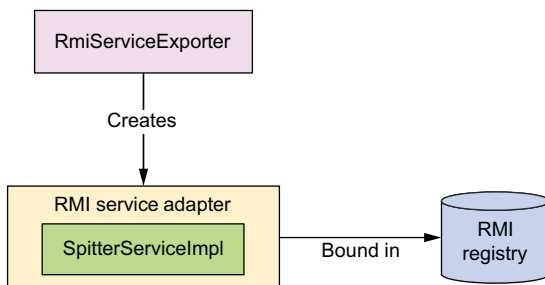 RmiServiceExporter
Creates
RMI service adapter
SpitterServiceImpl
Bound in
RMI
registry